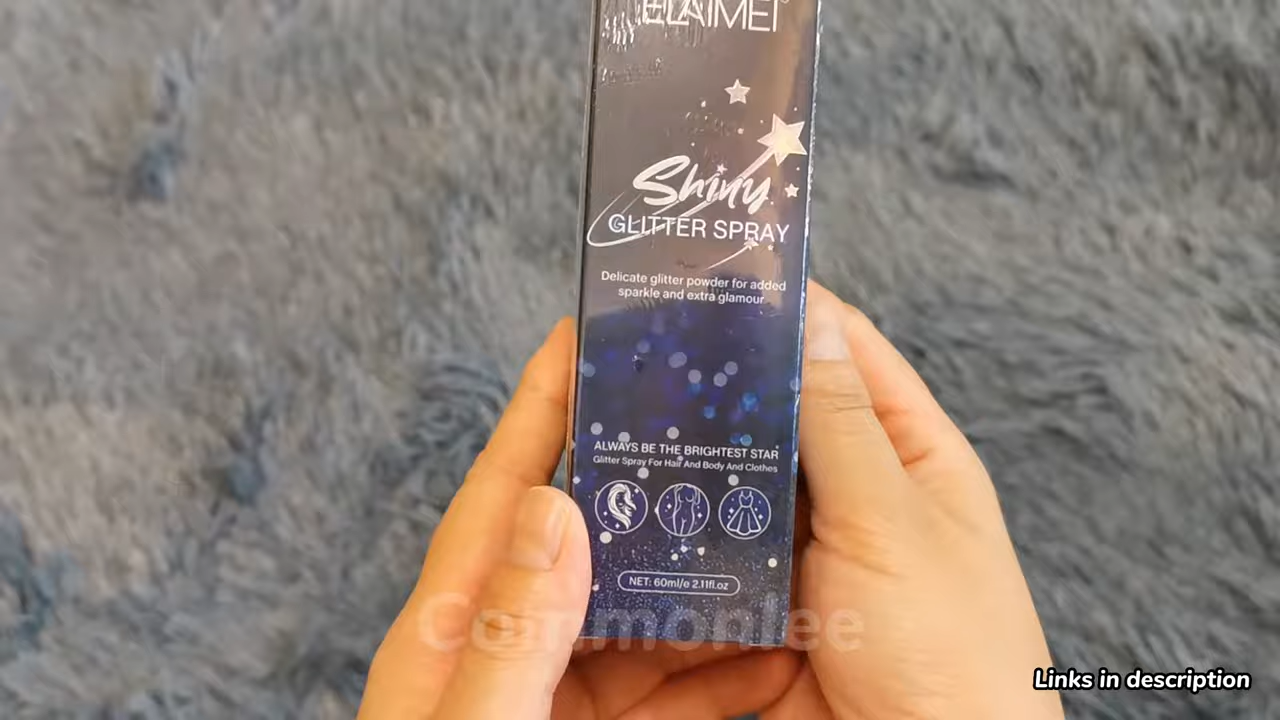 ELAIMEI
Shiny
GLITTER SPRAY
Delicate glitter powder for added
sparkle and extra glamour
ALWAYS BE THE BRIGHTEST STAR
Glitter Spray For Hair And Body And Clothes
NET: 60ml/e 2.11fl.oz
Commonlee
Links in description